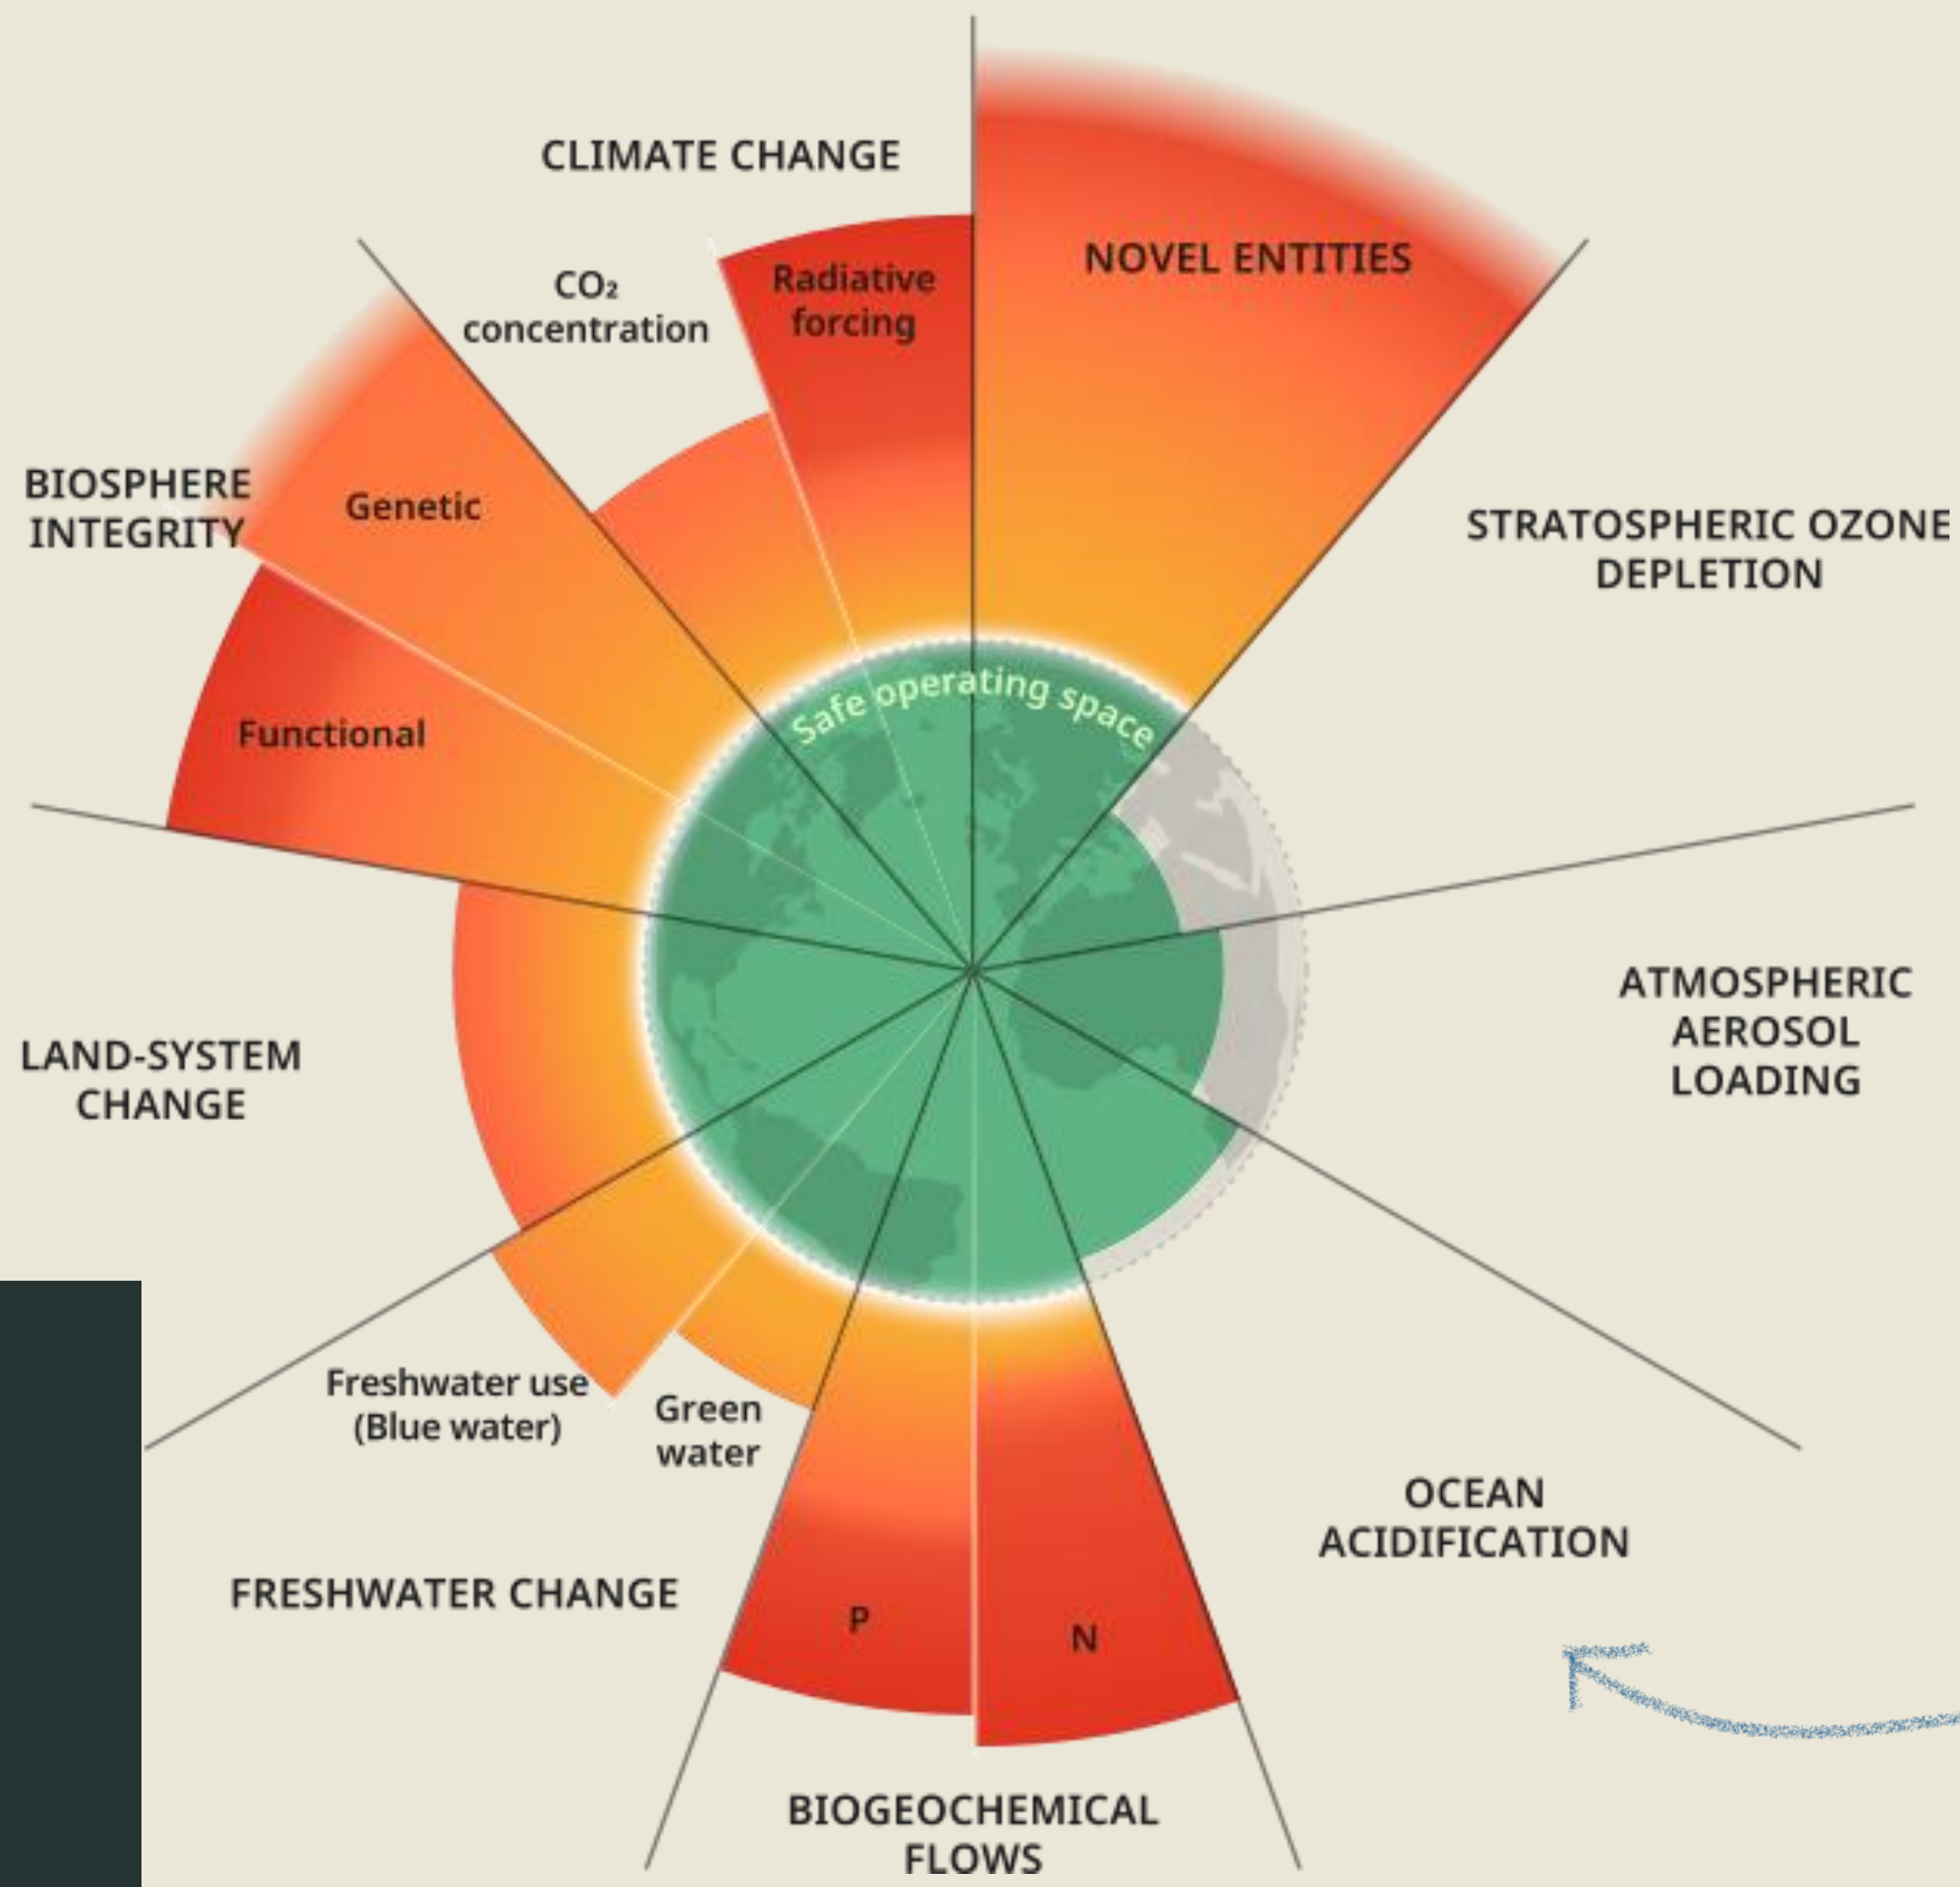 CLIMATE CHANGE
CO₂
concentration
Radiative
forcing
NOVEL ENTITIES
STRATOSPHERIC OZONE
DEPLETION
BIOSPHERE
INTEGRITY
Genetic
Functional
Safe operating space
ATMOSPHERIC
AEROSOL
LOADING
LAND-SYSTEM
CHANGE
Freshwater use
(Blue water)
Green
water
FRESHWATER CHANGE
P
N
OCEAN
ACIDIFICATION
BIOGEOCHEMICAL
FLOWS